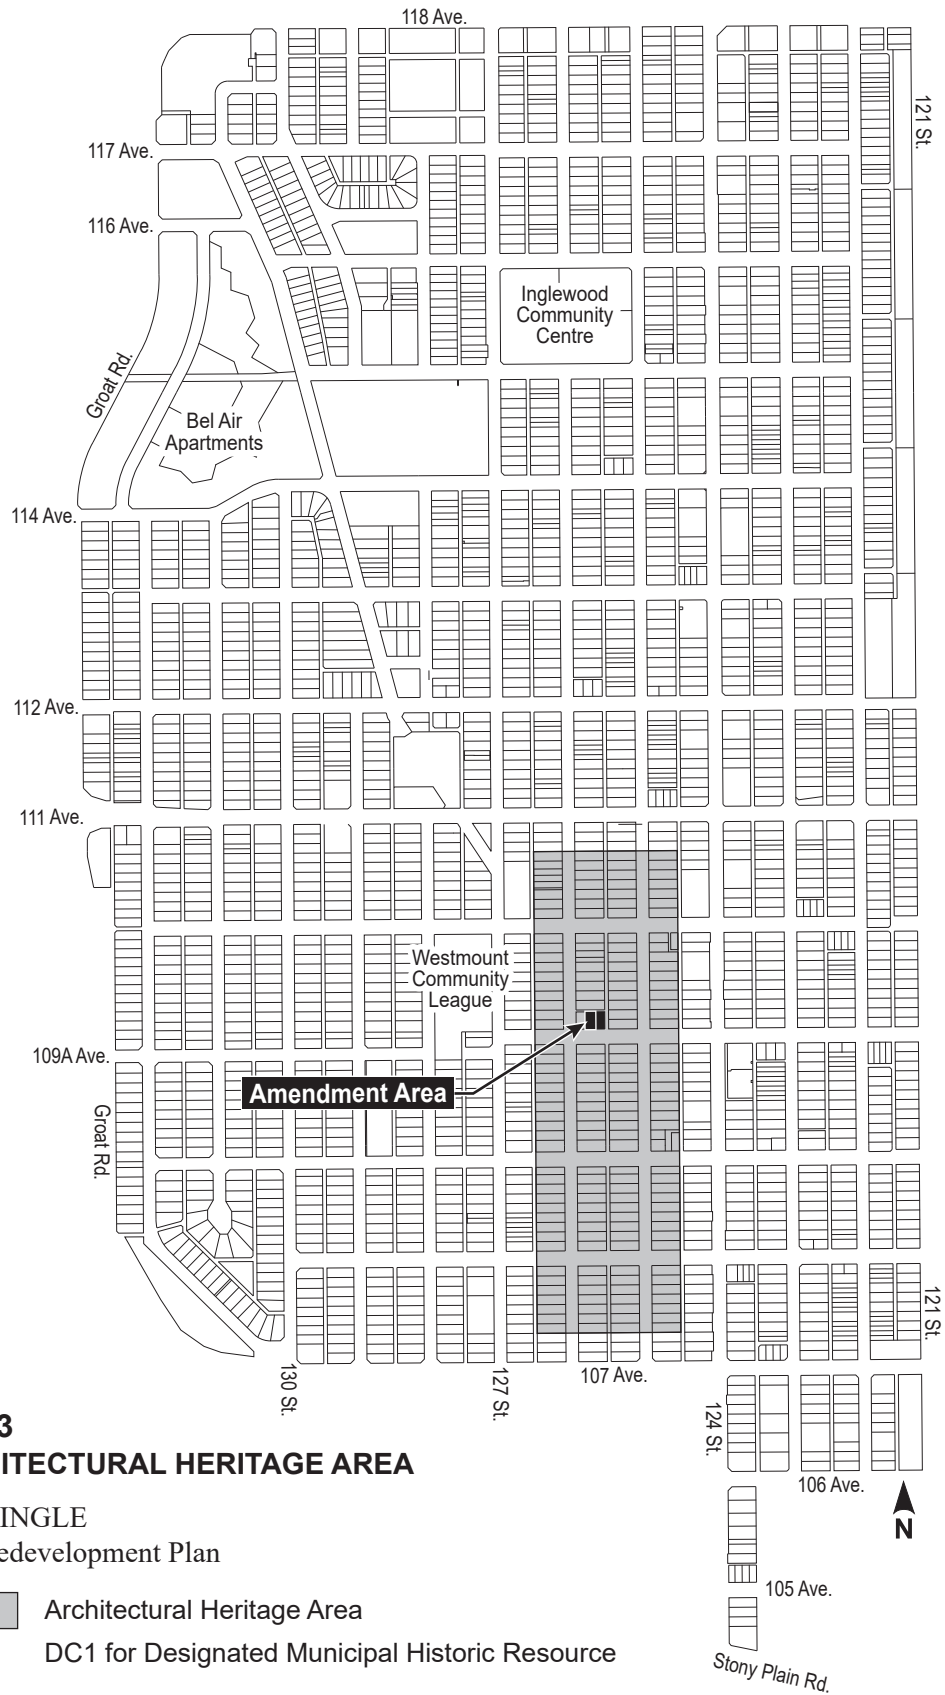 118 Ave.
121 St.
117 Ave.
116 Ave.
Inglewood
Community
Centre
Groat Rd.
Bel Air
Apartments
114 Ave.
112 Ave.
111 Ave.
Westmount
Community
League
109A Ave.
Amendment Area
Groat Rd.
121 St.
107 Ave.
130 St.
127 St.
124 St.
106 Ave.
N
3
ITECTURAL HERITAGE AREA
INGLE
edevelopment Plan
105 Ave.
Architectural Heritage Area
DC1 for Designated Municipal Historic Resource
Stony Plain Rd.